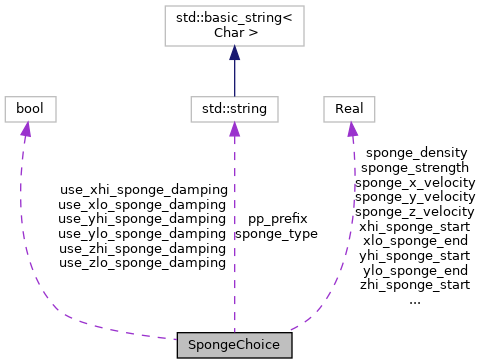 std::basic_string<
Char >
bool
std::string
Real
use_xhi_sponge_damping
use_xlo_sponge_damping
use_yhi_sponge_damping
use_ylo_sponge_damping
use_zhi_sponge_damping
use_zlo_sponge_damping
pp_prefix
sponge_type
sponge_density
sponge_strength
sponge_x_velocity
sponge_y_velocity
sponge_z_velocity
xhi_sponge_start
xlo_sponge_end
yhi_sponge_start
ylo_sponge_end
zhi_sponge_start
...
SpongeChoice